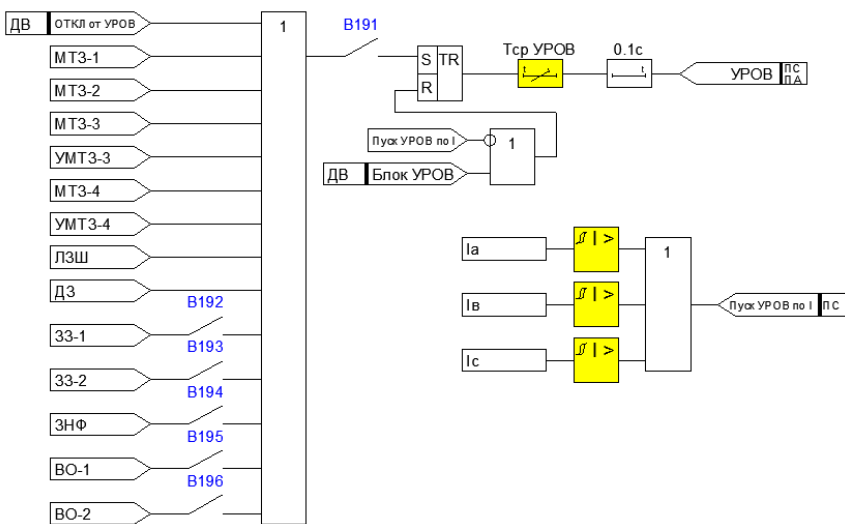 ДВ ОТКЛ от УРОВ
МТЗ-1
МТЗ-2
МТЗ-3
УМТЗ-3
МТЗ-4
УМТЗ-4
ЛЗШ
ДЗ
ЗЗ-1
ЗЗ-2
ЗНФ
ВО-1
ВО-2
В192
В193
В194
В195
В196
1
В191
S TR
R
Тср УРОВ
t
0.1с
t
УРОВ ПС
ПА
Пуск УРОВ по I
ДВ Блок УРОВ
1
Iа
I >
Iв
I >
Iс
I >
1
Пуск УРОВ по I ПС